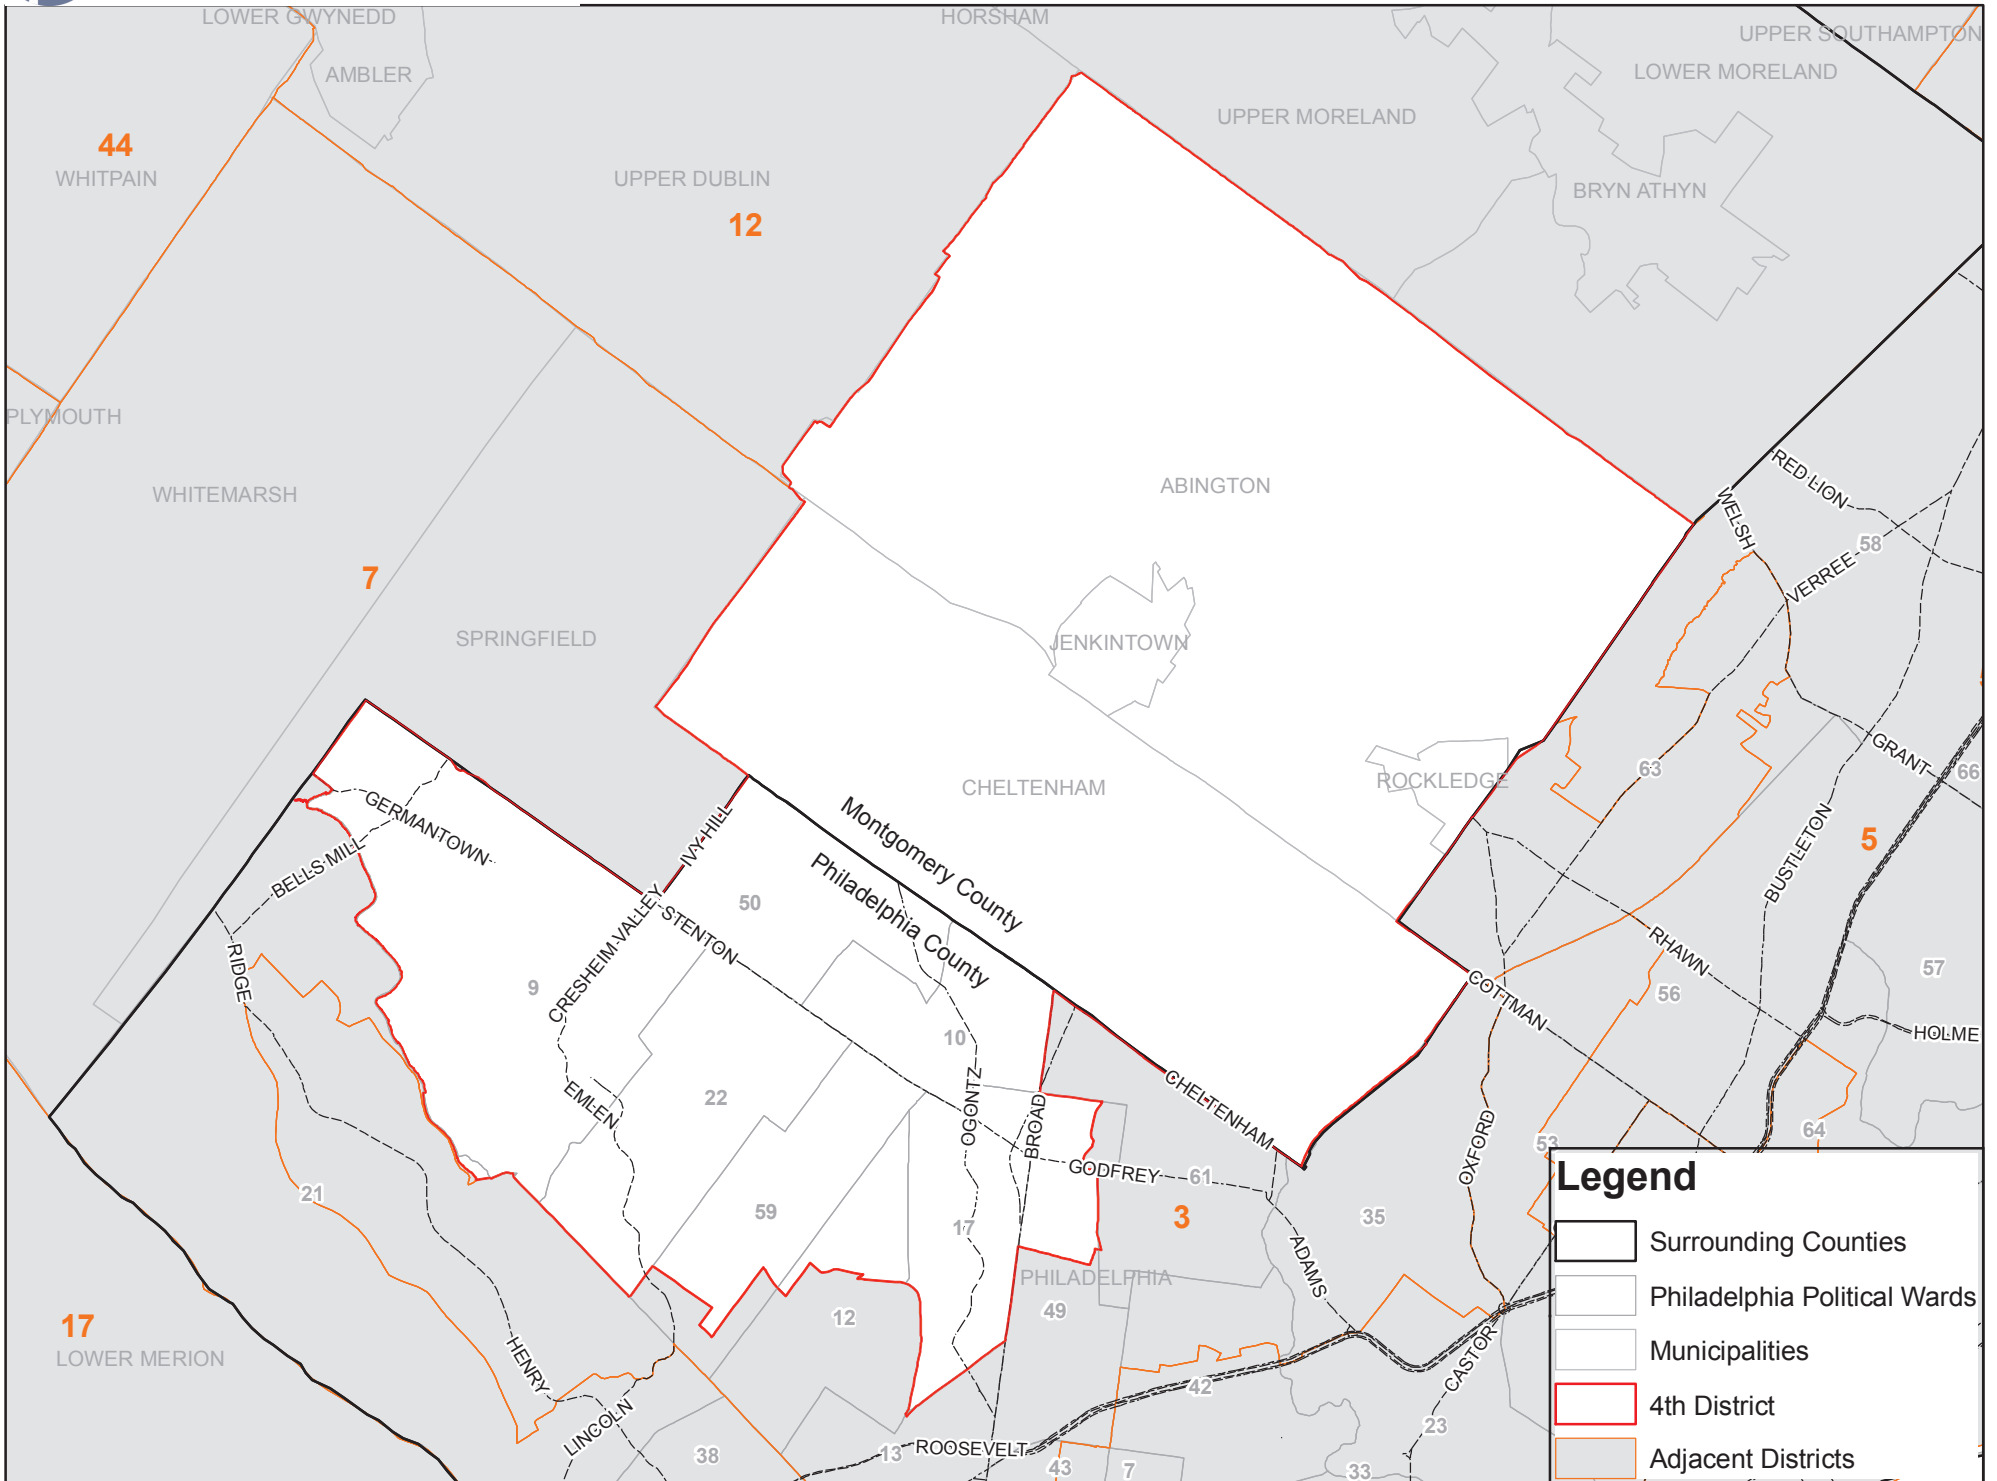 LOWER GWYNEDD
HORSHAM
UPPER SOUTHAMPTON
AMBLER
LOWER MORELAND
UPPER MORELAND
44
WHITPAIN
UPPER DUBLIN
BRYN ATHYN
12
PLYMOUTH
WHITEMARSH
ABINGTON
RED LION
WELSH
58
VERREE
7
SPRINGFIELD
JENKINTOWN
GRANT
63
66
ROCKLEDGE
CHELTENHAM
Montgomery County
Philadelphia County
GERMANTOWN
BELLS MILL
IVY HILL
BUSTLETON
5
50
CRESHEIM VALLEY
STENTON
RHAWN
57
RIDGE
9
COTTMAN
56
10
HOLME
22
EMLEN
OGONTZ
BROAD
CHELTENHAM
OXFORD
53
64
GODFREY
61
21
59
17
3
35
ADAMS
PHILADELPHIA
12
49
17
LOWER MERION
HENRY
CASTOR
42
LINCOLN
23
38
13
ROOSEVELT
43
7
33
Legend
Surrounding Counties
Philadelphia Political Wards
Municipalities
4th District
Adjacent Districts